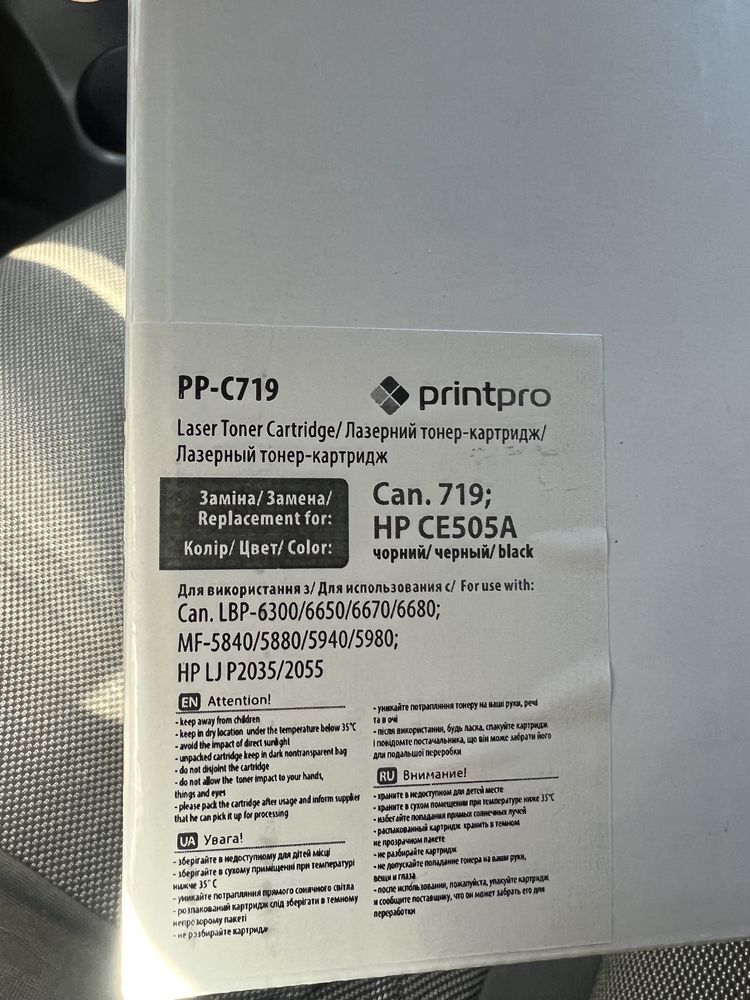 PP-C719
printpro
Laser Toner Cartridge/ Лазерний тонер-картридж/
Лазерный тонер-картридж
Заміна/ Замена/
Replacement for:
Can. 719;
HP CE505A
Колір/ Цвет/ Color:
чорний/ черный/ black
Для використання з/ Для использования с/ For use with:
Can. LBP-6300/6650/6670/6680;
MF-5840/5880/5940/5980;
HP LJ P2035/2055
EN Attention!
- keep away from children
- keep in dry location under the temperature below 35°C
- avoid the impact of direct sunlight
- unpacked cartridge keep in dark nontransparent bag
- do not disjoint the cartridge
- do not allow the toner impact to your hands,
things and eyes
- please pack the cartridge after usage and inform supplier
that he can pick it up for processing
UA Увага!
- зберігайте в недоступному для дітей місці
- зберігайте в сухому приміщенні при температурі
нижче 35° C
- уникайте потрапляння прямого сонячного світла
- розпакований картридж слід зберігати в темному
непрозорому пакеті
- не розбирайте картридж
- уникайте потрапляння тонеру на ваші руки, речі
та в очі
- після використання, будь ласка, спакуйте картридж
і повідомте постачальника, що він може забрати його
для подальшої переробки
RU Внимание!
- храните в недоступном для детей месте
- храните в сухом помещении при температуре ниже 35°C
- избегайте попадания прямых солнечных лучей
- распакованный картридж хранить в темном
не прозрачном пакете
- не разбирайте картридж
- не допускайте попадание тонера на ваши руки,
вещи и глаза
- после использования, пожалуйста, упакуйте картридж
и сообщите поставщику, что он может забрать его для
переработки